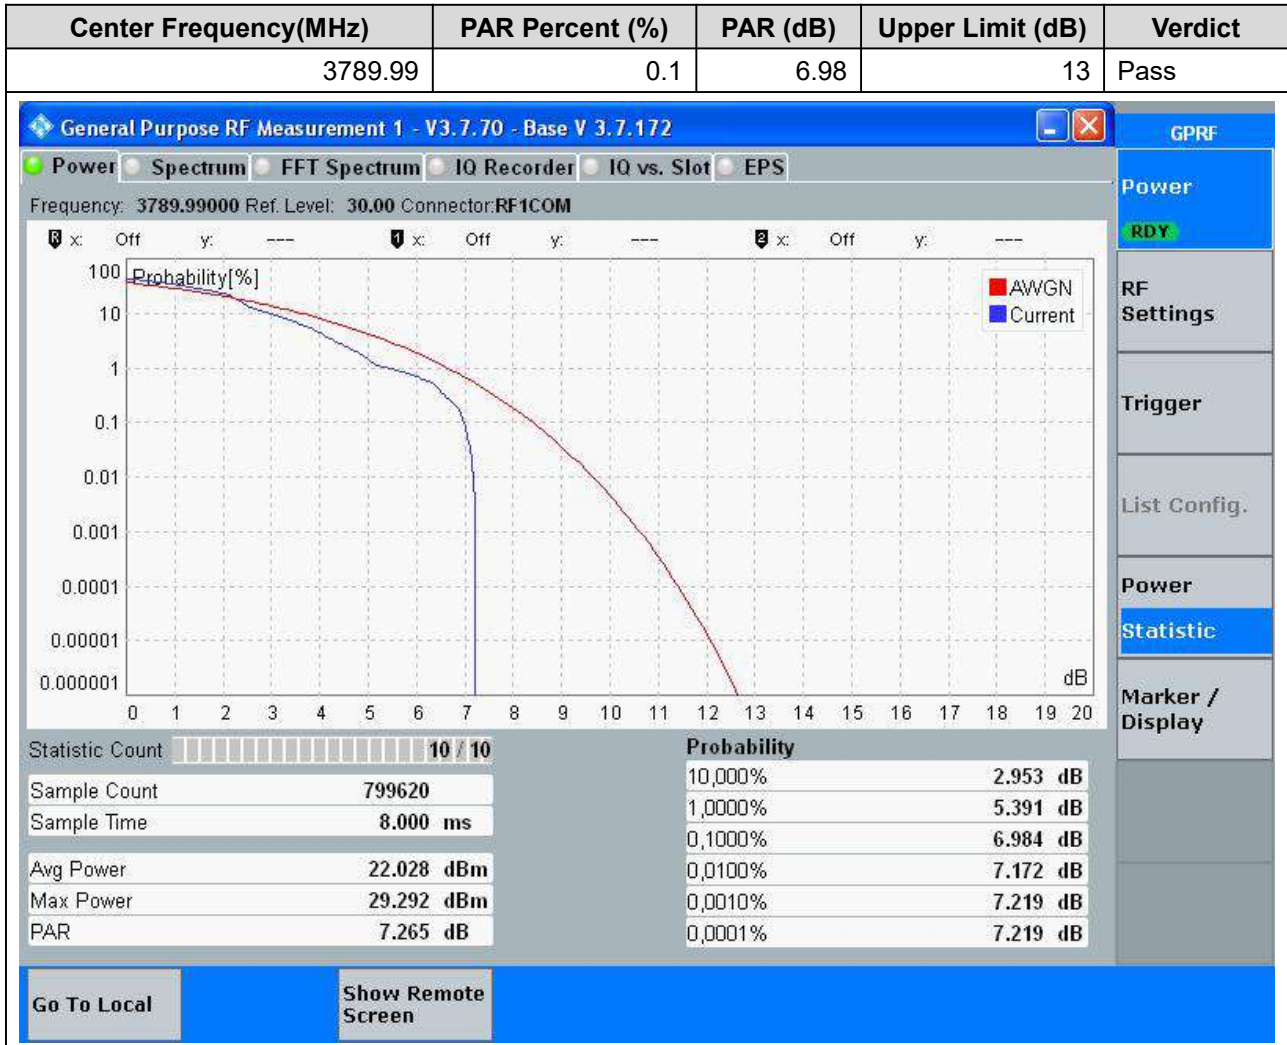 Center Frequency(MHz) PAR Percent (%) PAR (dB) Upper Limit (dB) Verdict
3789.99 0.1 6.98 13 Pass
General Purpose RF Measurement 1 - V3.7.70 - Base V 3.7.172
GPRF
Power Spectrum FFT Spectrum IQ Recorder IQ vs. Slot EPS
Power
RDY
Frequency: 3789.99000 Ref. Level: 30.00 Connector:RF1COM
R x: Off y: --- 1 x: Off y: --- 2 x: Off y: ---
Probability[%]
AWGN
Current
100
10
1
0.1
0.01
0.001
0.0001
0.00001
0.000001
dB
0 1 2 3 4 5 6 7 8 9 10 11 12 13 14 15 16 17 18 19 20
RF
Settings
Trigger
List Config.
Power
Statistic
Marker /
Display
Statistic Count 10 / 10
Sample Count 799620
Sample Time 8.000 ms
Avg Power 22.028 dBm
Max Power 29.292 dBm
PAR 7.265 dB
Probability
10,000% 2.953 dB
1,0000% 5.391 dB
0,1000% 6.984 dB
0,0100% 7.172 dB
0,0010% 7.219 dB
0,0001% 7.219 dB
Go To Local
Show Remote
Screen